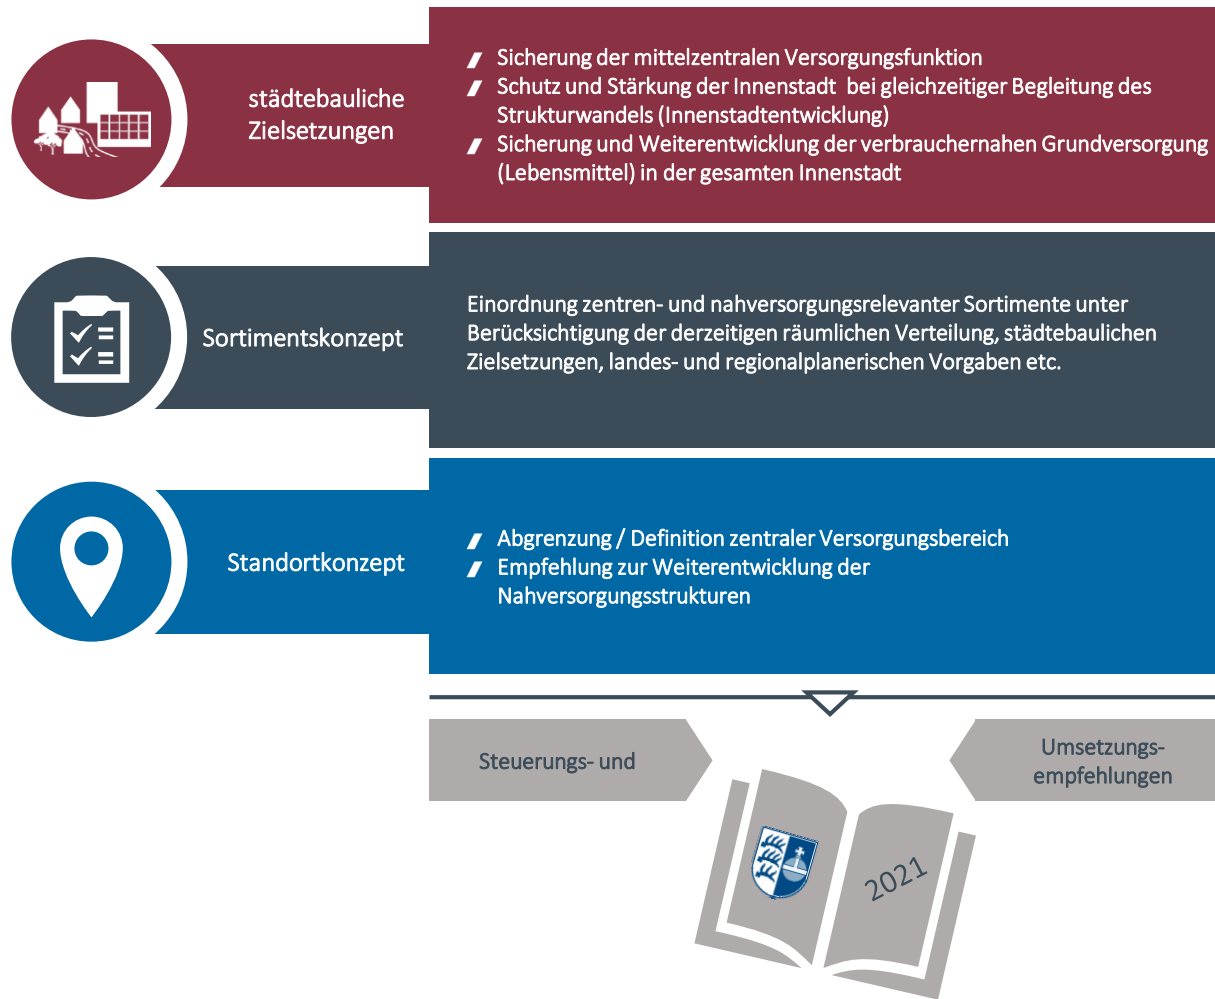 städtebauliche
Zielsetzungen
Sicherung der mittelzentralen Versorgungsfunktion
Schutz und Stärkung der Innenstadt bei gleichzeitiger Begleitung des
Strukturwandels (Innenstadtentwicklung)
Sicherung und Weiterentwicklung der verbrauchernahen Grundversorgung
(Lebensmittel) in der gesamten Innenstadt
Sortimentskonzept
Einordnung zentren- und nahversorgungsrelevanter Sortimente unter
Berücksichtigung der derzeitigen räumlichen Verteilung, städtebaulichen
Zielsetzungen, landes- und regionalplanerischen Vorgaben etc.
Standortkonzept
Abgrenzung / Definition zentraler Versorgungsbereich
Empfehlung zur Weiterentwicklung der
Nahversorgungsstrukturen
Steuerungs- und
Umsetzungs-
empfehlungen
2021